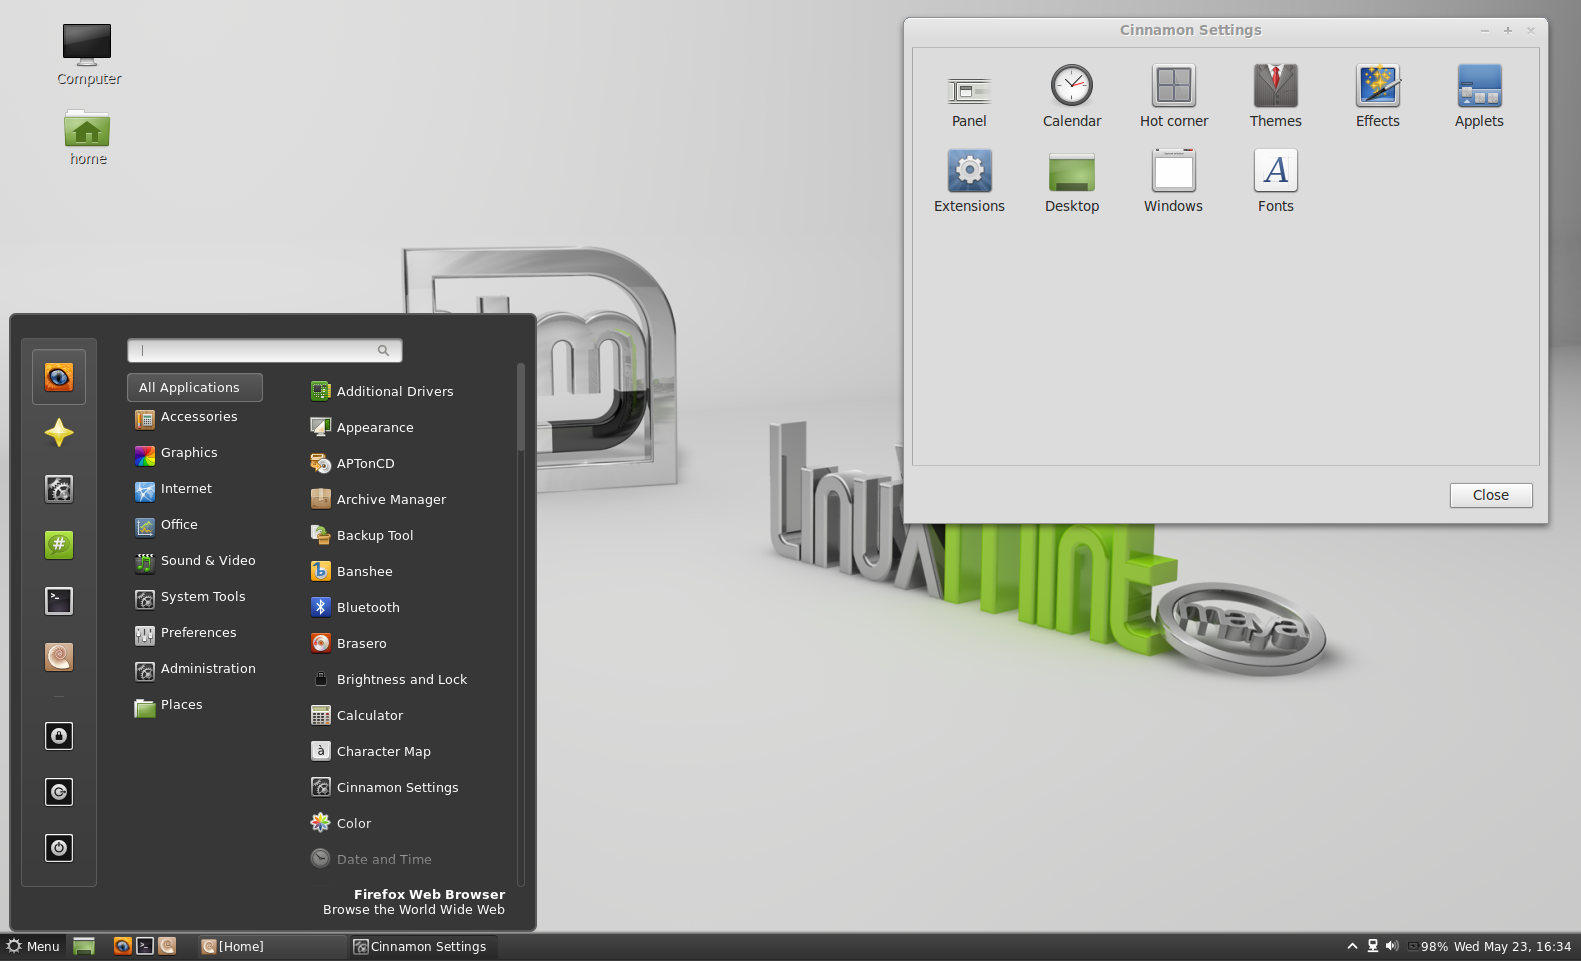 Computer
home
Cinnamon Settings
Panel
Calendar
Hot corner
Themes
Effects
Applets
Extensions
Desktop
Windows
Fonts
Close
All Applications
Accessories
Graphics
Internet
Office
Sound & Video
System Tools
Preferences
Administration
Places
Additional Drivers
Appearance
APTonCD
Archive Manager
Backup Tool
Banshee
Bluetooth
Brasero
Brightness and Lock
Calculator
Character Map
Cinnamon Settings
Color
Date and Time
Firefox Web Browser
Browse the World Wide Web
Linuxmint
maya
Menu
[Home]
Cinnamon Settings
98%
Wed May 23, 16:34